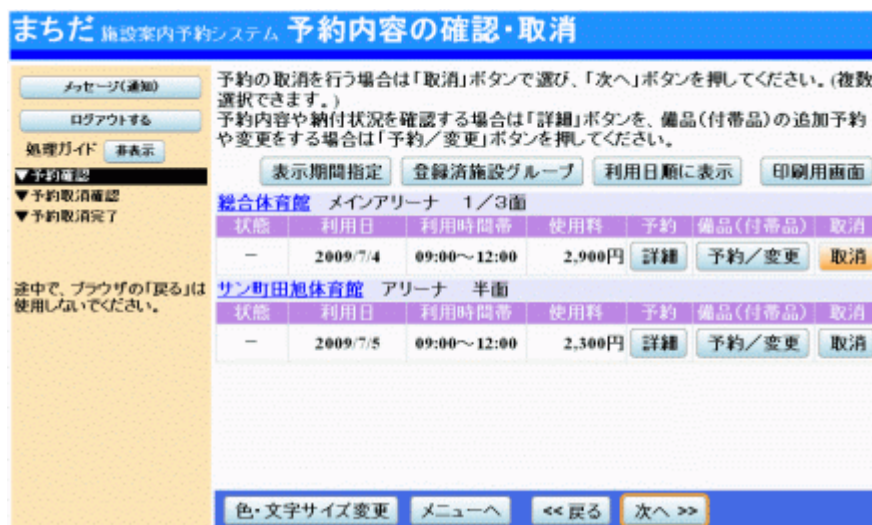 まちだ 施設案内予約システム 予約内容の確認・取消
メッセージ(通知)
ログアウトする
処理ガイド 非表示
▼予約確認
▼予約取消確認
▼予約取消完了
途中で、ブラウザの「戻る」は
使用しないでください。
予約の取消を行う場合は「取消」ボタンで選び、「次へ」ボタンを押してください。(複数
選択できます。)
予約内容や納付状況を確認する場合は「詳細」ボタンを、備品(付帯品)の追加予約
や変更をする場合は「予約／変更」ボタンを押してください。
表示期間指定 登録済施設グループ 利用日順に表示 印刷用画面
総合体育館 メインアリーナ 1／3面
状態 利用日 利用時間帯 使用料 予約 備品(付帯品) 取消
− 2009/7/4 09:00～12:00 2,900円 詳細 予約／変更 取消
サン町田旭体育館 アリーナ 半面
状態 利用日 利用時間帯 使用料 予約 備品(付帯品) 取消
− 2009/7/5 09:00～12:00 2,300円 詳細 予約／変更 取消
色・文字サイズ変更 メニューへ << 戻る 次へ >>